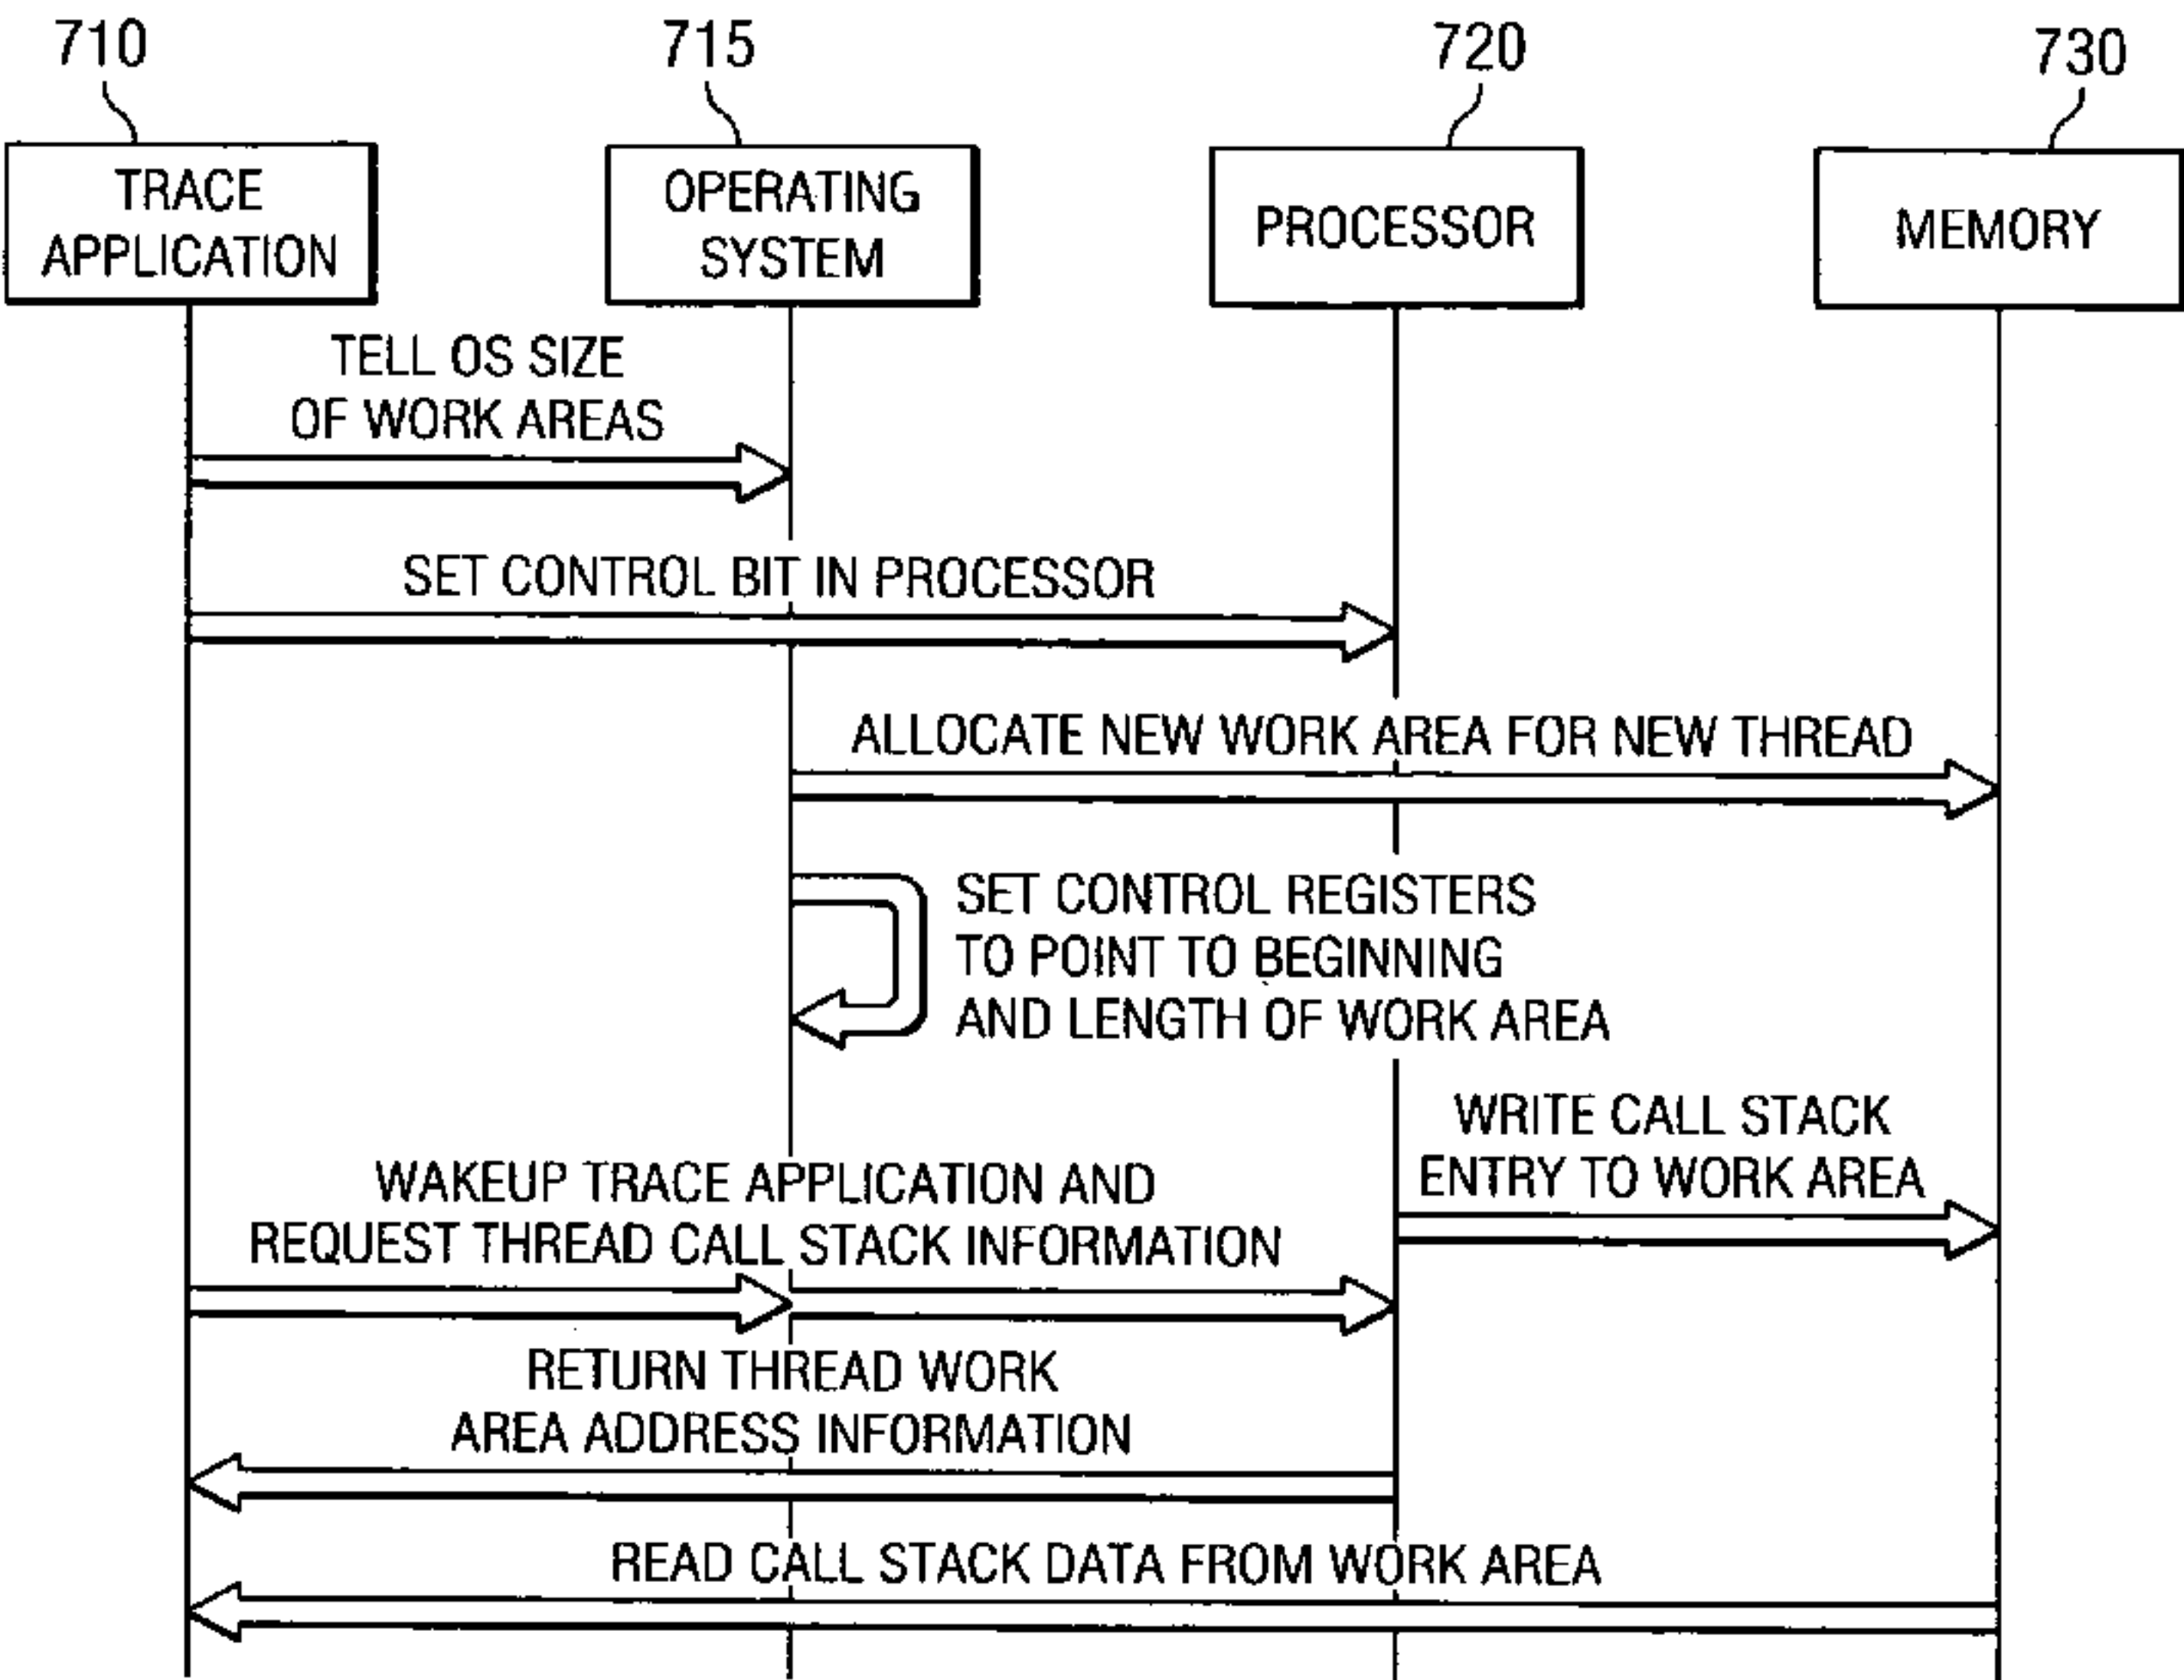 710
715
720
730
TRACE
APPLICATION
OPERATING
SYSTEM
PROCESSOR
MEMORY
TELL OS SIZE
OF WORK AREAS
SET CONTROL BIT IN PROCESSOR
ALLOCATE NEW WORK AREA FOR NEW THREAD
SET CONTROL REGISTERS
TO POINT TO BEGINNING
AND LENGTH OF WORK AREA
WRITE CALL STACK
ENTRY TO WORK AREA
WAKEUP TRACE APPLICATION AND
REQUEST THREAD CALL STACK INFORMATION
RETURN THREAD WORK
AREA ADDRESS INFORMATION
READ CALL STACK DATA FROM WORK AREA